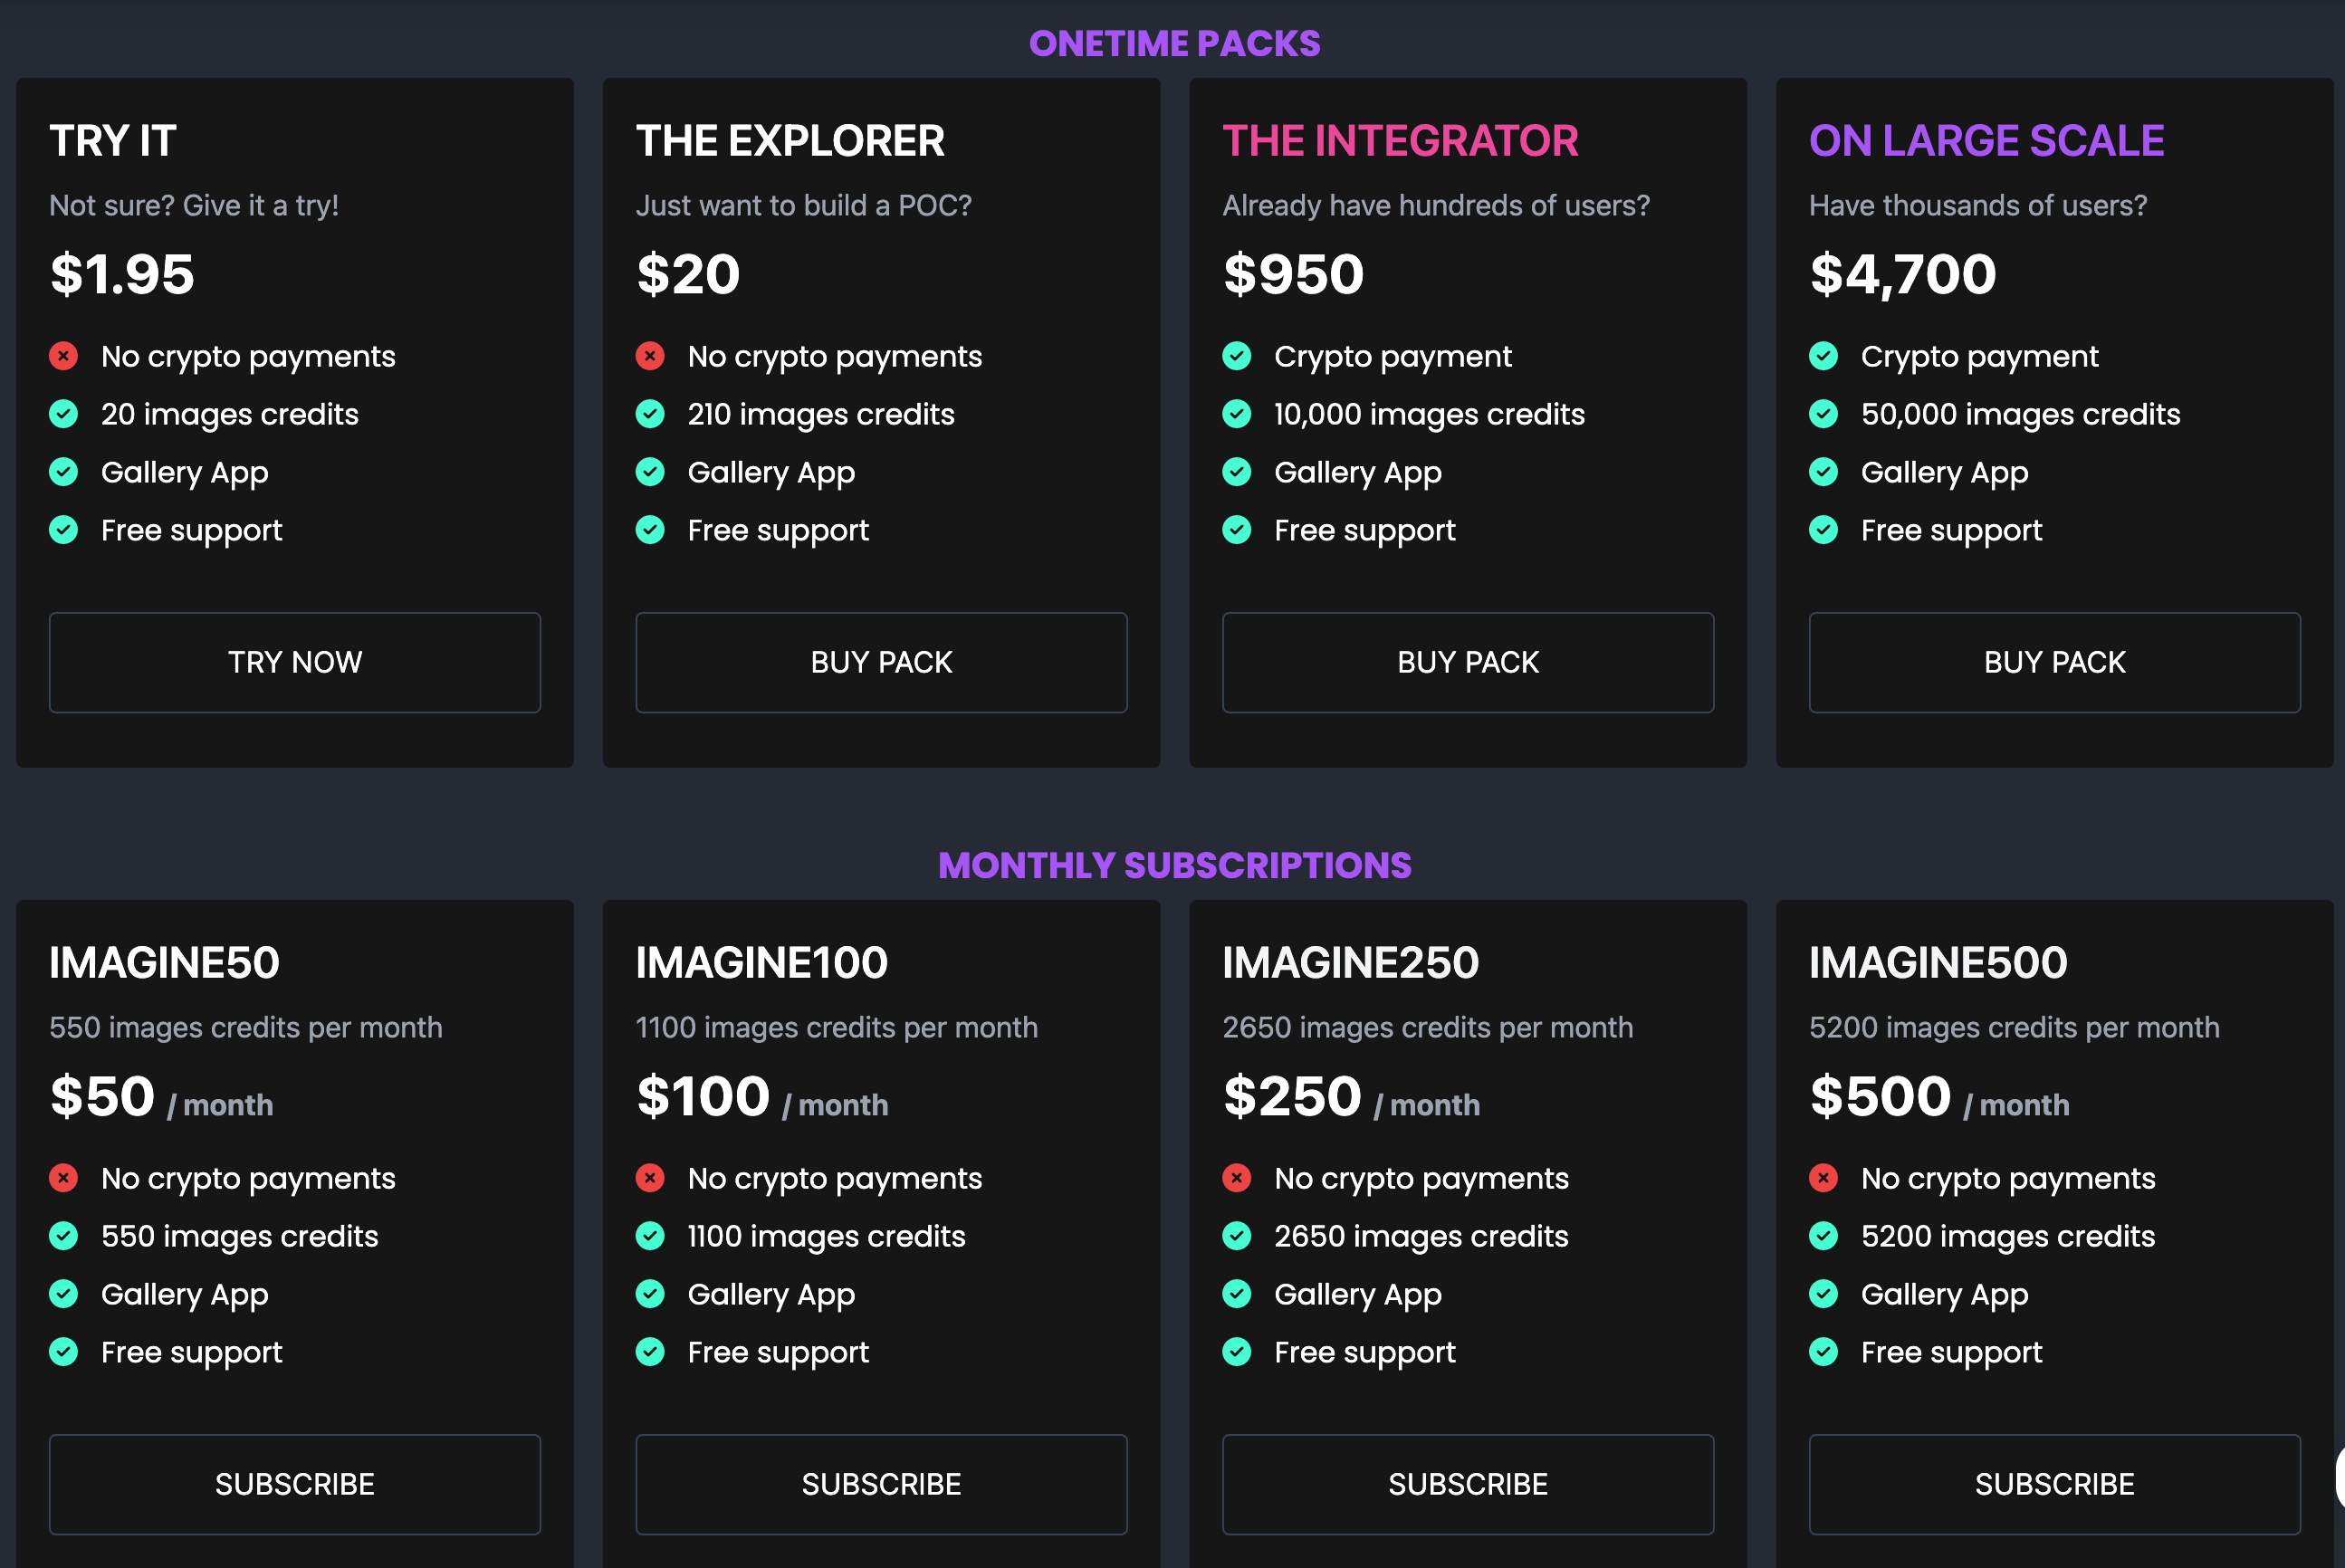 ONETIME PACKS
TRY IT
Not sure? Give it a try!
$1.95
No crypto payments
20 images credits
Gallery App
Free support
TRY NOW
THE EXPLORER
Just want to build a POC?
$20
No crypto payments
210 images credits
Gallery App
Free support
BUY PACK
THE INTEGRATOR
Already have hundreds of users?
$950
Crypto payment
10,000 images credits
Gallery App
Free support
BUY PACK
ON LARGE SCALE
Have thousands of users?
$4,700
Crypto payment
50,000 images credits
Gallery App
Free support
BUY PACK
MONTHLY SUBSCRIPTIONS
IMAGINE50
550 images credits per month
$50 / month
No crypto payments
550 images credits
Gallery App
Free support
SUBSCRIBE
IMAGINE100
1100 images credits per month
$100 / month
No crypto payments
1100 images credits
Gallery App
Free support
SUBSCRIBE
IMAGINE250
2650 images credits per month
$250 / month
No crypto payments
2650 images credits
Gallery App
Free support
SUBSCRIBE
IMAGINE500
5200 images credits per month
$500 / month
No crypto payments
5200 images credits
Gallery App
Free support
SUBSCRIBE